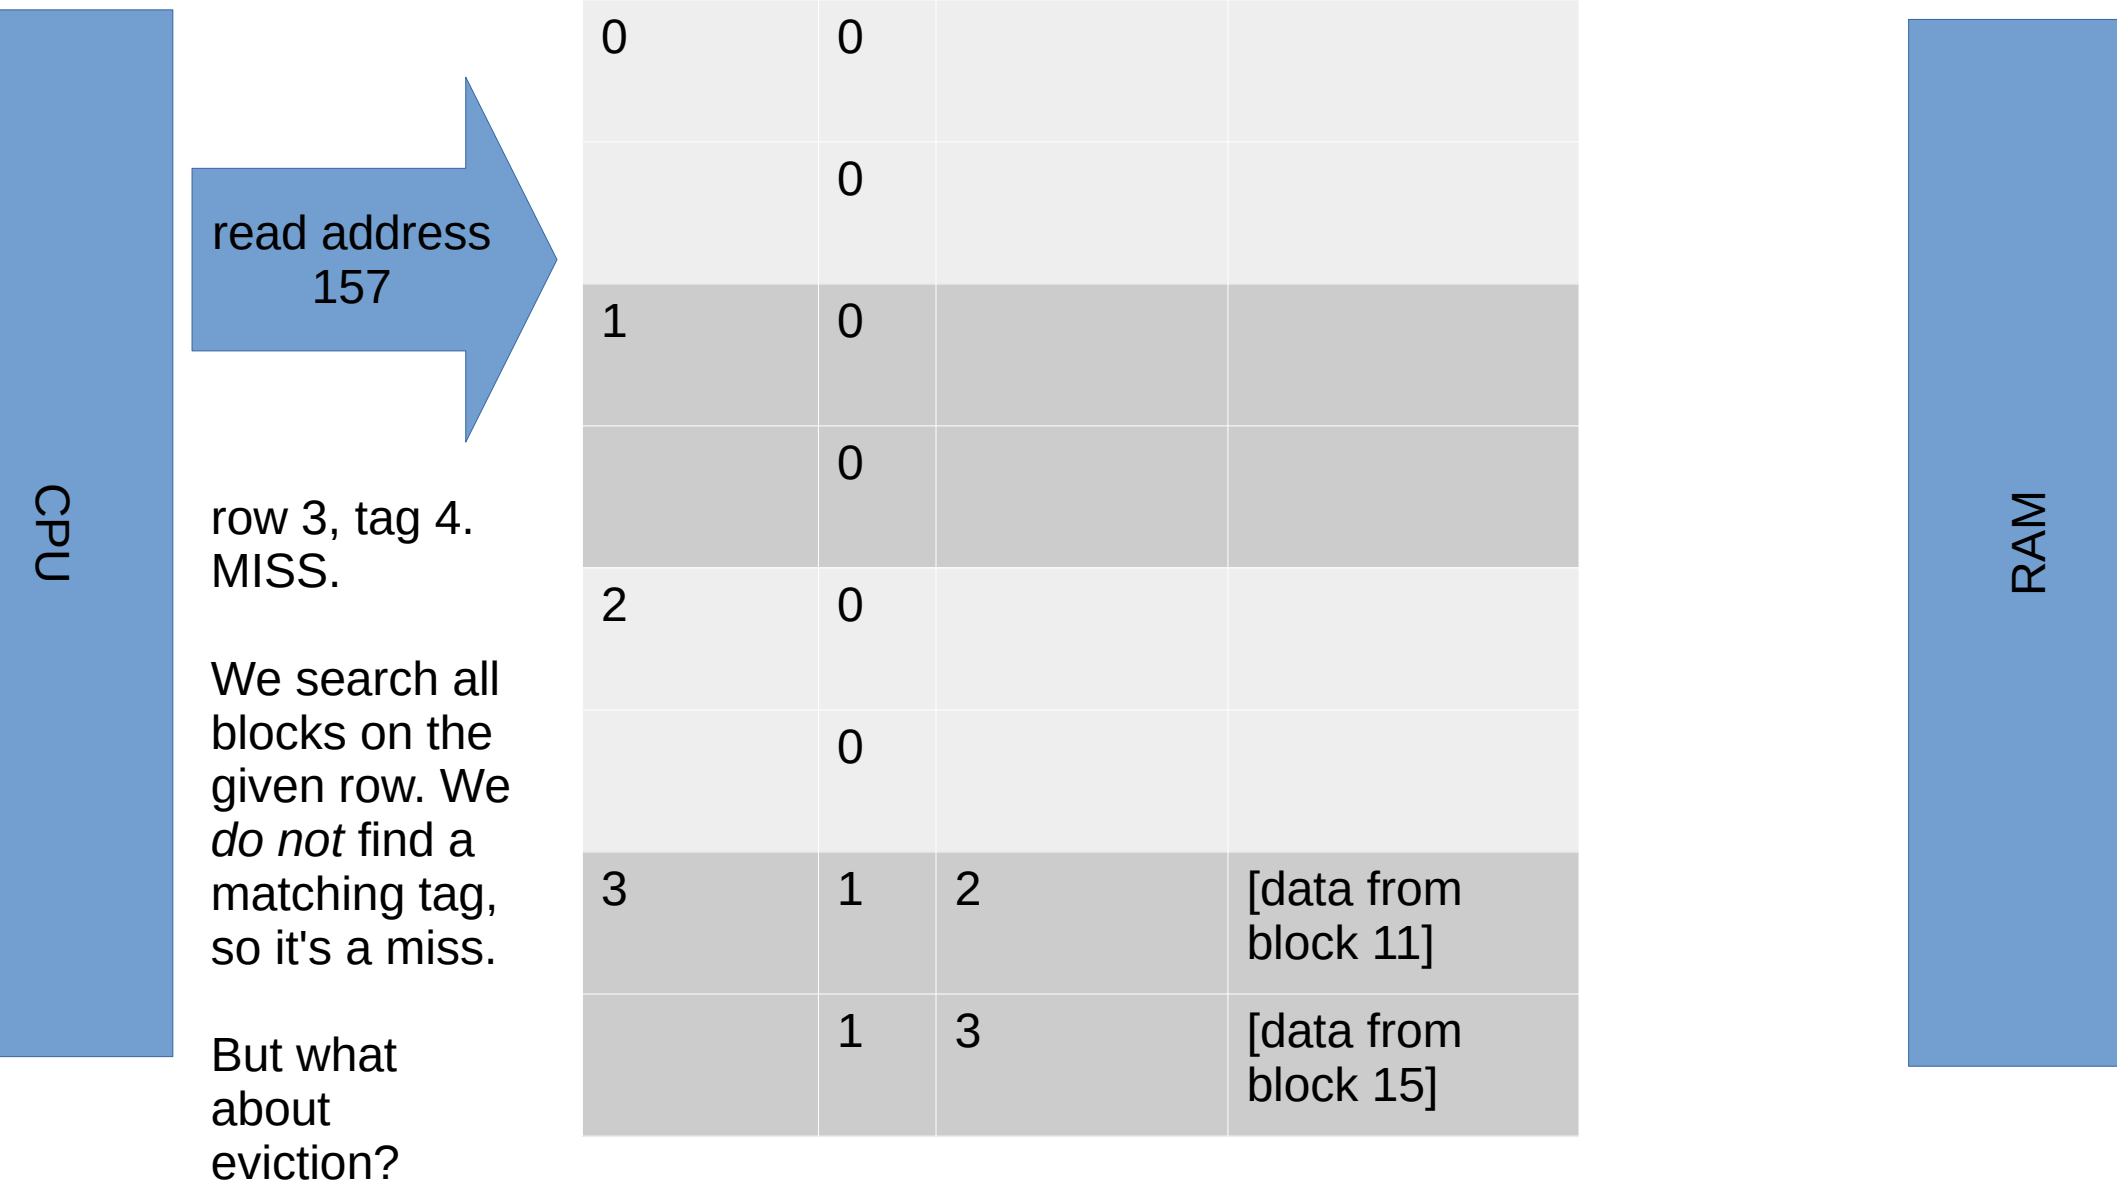 CPU
read address
157
row 3, tag 4.
MISS.
We search all
blocks on the
given row. We
do not find a
matching tag,
so it's a miss.
But what
about
eviction?
0 0
0
1 0
0
2 0
0
3 1 2 [data from
block 11]
1 3 [data from
block 15]
RAM